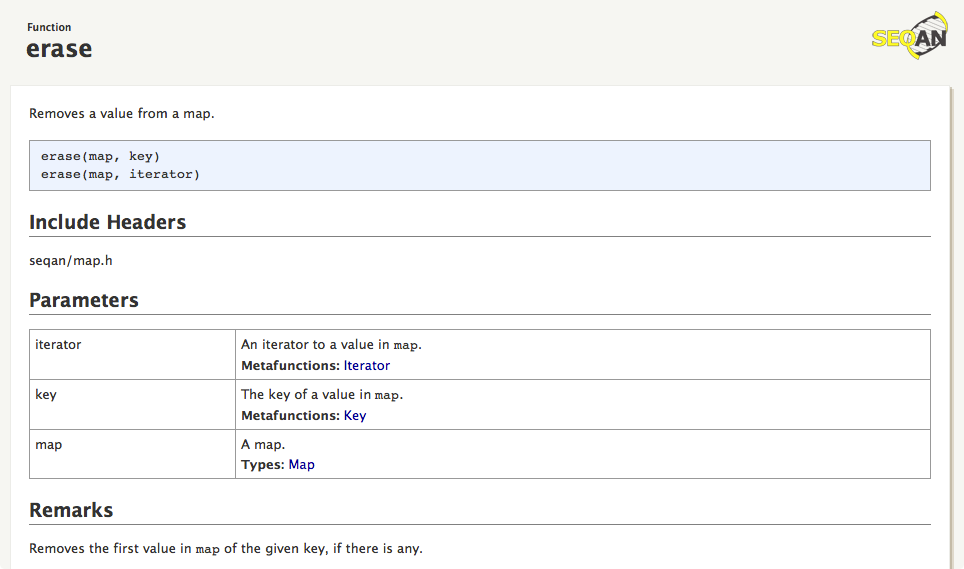 Function
erase
SEQAN
Removes a value from a map.
erase(map, key)
erase(map, iterator)
Include Headers
seqan/map.h
Parameters
iterator
An iterator to a value in map.
Metafunctions: Iterator
key
The key of a value in map.
Metafunctions: Key
map
A map.
Types: Map
Remarks
Removes the first value in map of the given key, if there is any.